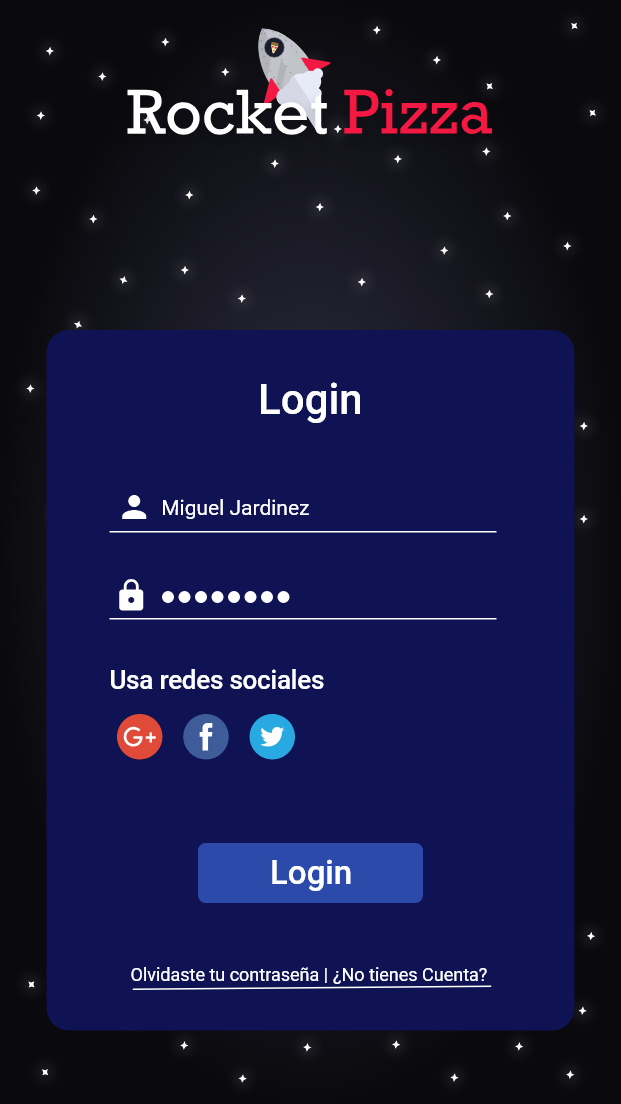 Rocket Pizza
Login
Miguel Jardinez
Usa redes sociales
G+ f
Login
Olvidaste tu contraseña | ¿No tienes Cuenta?